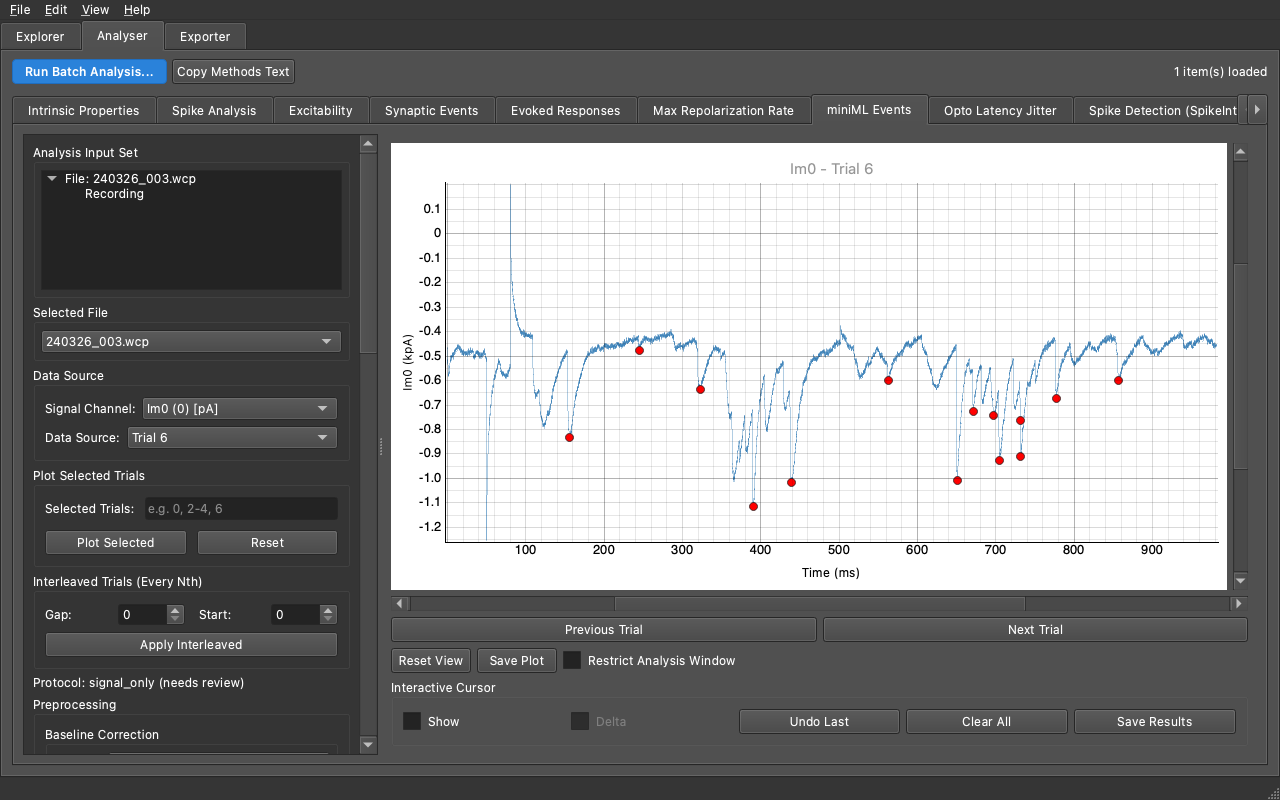 File Edit View Help
Explorer Analyser Exporter
Run Batch Analysis... Copy Methods Text 1 item(s) loaded
Intrinsic Properties Spike Analysis Excitability Synaptic Events Evoked Responses Max Repolarization Rate miniML Events Opto Latency Jitter Spike Detection (SpikeInt
Analysis Input Set
File: 240326_003.wcp
Recording
Selected File
240326_003.wcp
Data Source
Signal Channel: Im0 (0) [pA]
Data Source: Trial 6
Plot Selected Trials
Selected Trials: e.g. 0, 2-4, 6
Plot Selected Reset
Interleaved Trials (Every Nth)
Gap: 0 Start: 0
Apply Interleaved
Protocol: signal_only (needs review)
Preprocessing
Baseline Correction
Im0 - Trial 6
Im0 (kpA)
0.1
0
-0.1
-0.2
-0.3
-0.4
-0.5
-0.6
-0.7
-0.8
-0.9
-1.0
-1.1
-1.2
100 200 300 400 500 600 700 800 900
Time (ms)
Previous Trial Next Trial
Reset View Save Plot Restrict Analysis Window
Interactive Cursor
Show Delta Undo Last Clear All Save Results